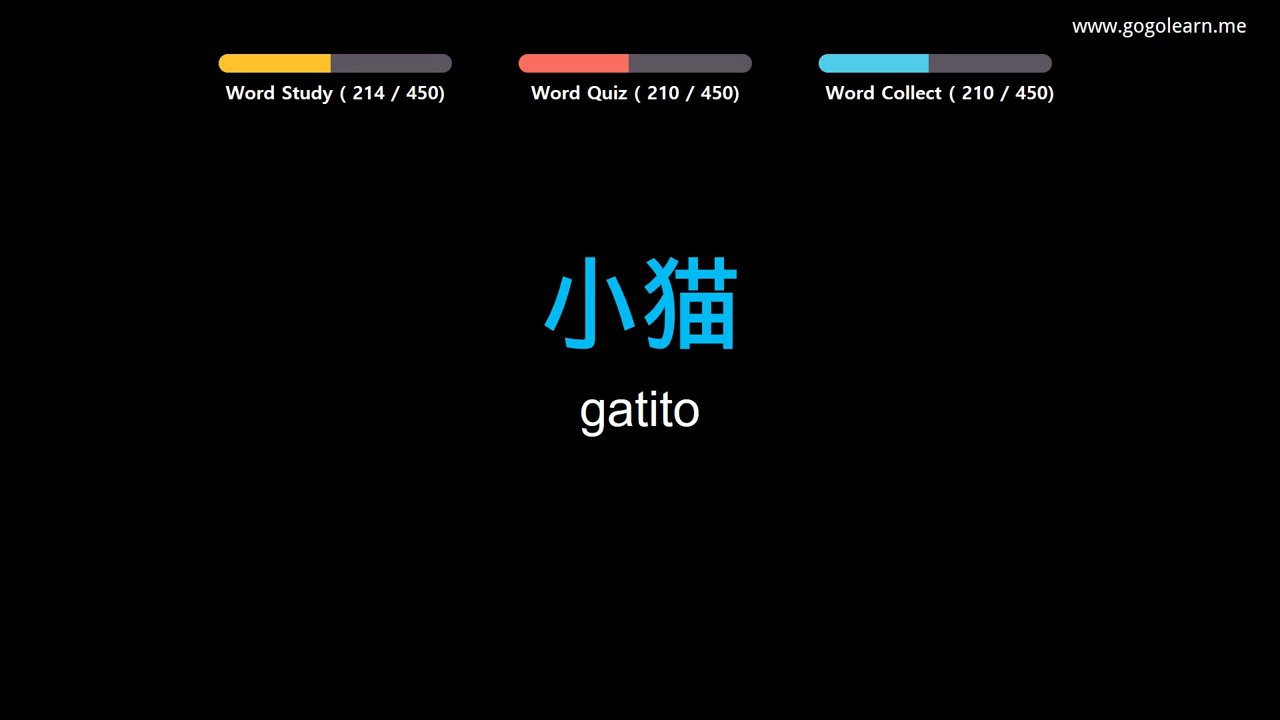 www.gogolearn.me
Word Study ( 214 / 450)
Word Quiz ( 210 / 450)
Word Collect ( 210 / 450)
小猫
gatito